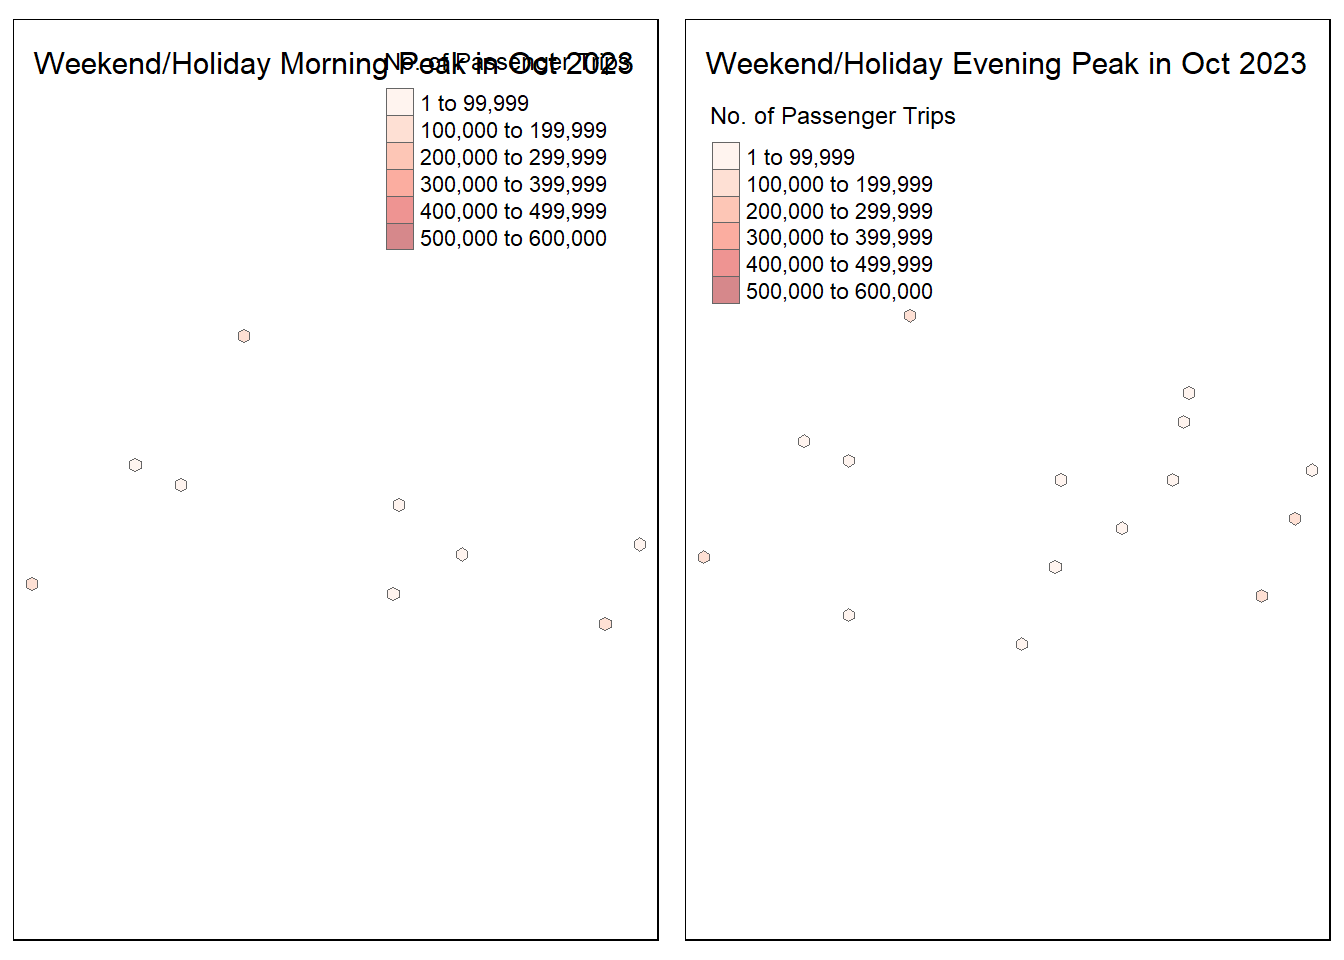 Weekend/Holiday Morning Peak in Oct 2023
No. of Passenger Trips
1 to 99,999
100,000 to 199,999
200,000 to 299,999
300,000 to 399,999
400,000 to 499,999
500,000 to 600,000
Weekend/Holiday Evening Peak in Oct 2023
No. of Passenger Trips
1 to 99,999
100,000 to 199,999
200,000 to 299,999
300,000 to 399,999
400,000 to 499,999
500,000 to 600,000